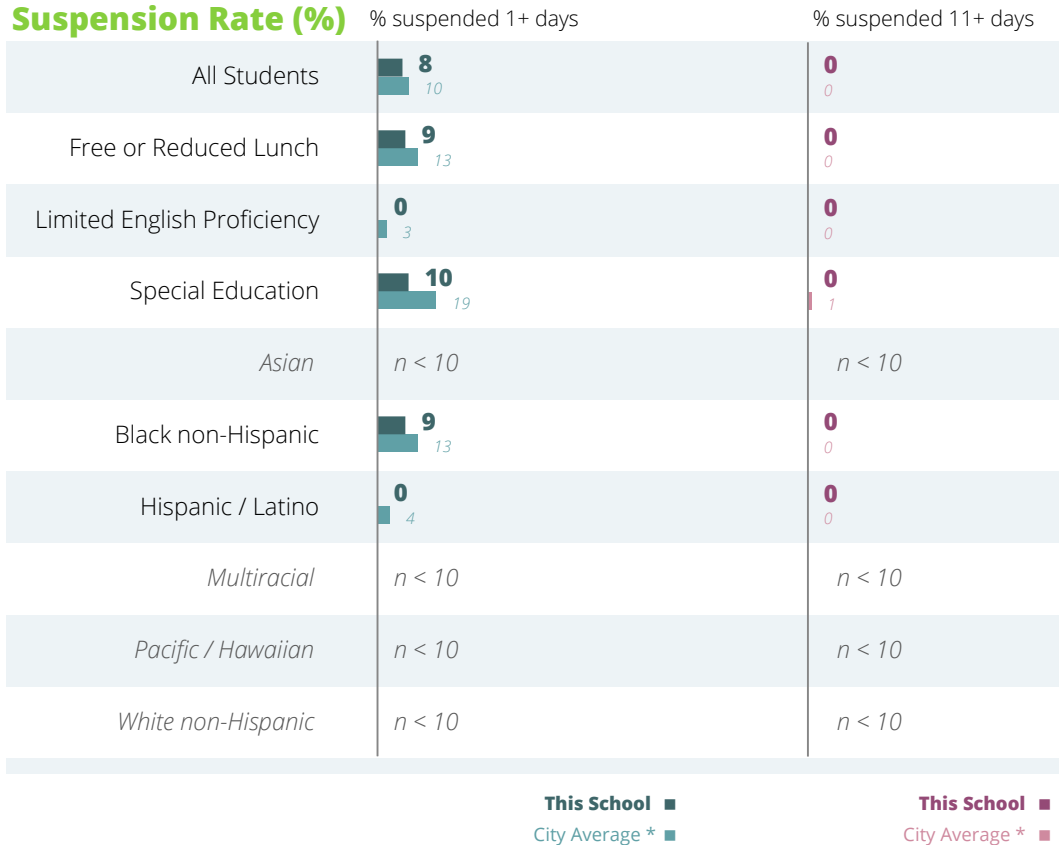 Suspension Rate (%) % suspended 1+ days % suspended 11+ days
All Students 8 0
10 0
Free or Reduced Lunch 9 0
13 0
Limited English Proficiency 0 0
3 0
Special Education 10 0
19 1
Asian n < 10 n < 10
Black non-Hispanic 9 0
13 0
Hispanic / Latino 0 0
4 0
Multiracial n < 10 n < 10
Pacific / Hawaiian n < 10 n < 10
White non-Hispanic n < 10 n < 10
This School This School
City Average * City Average *